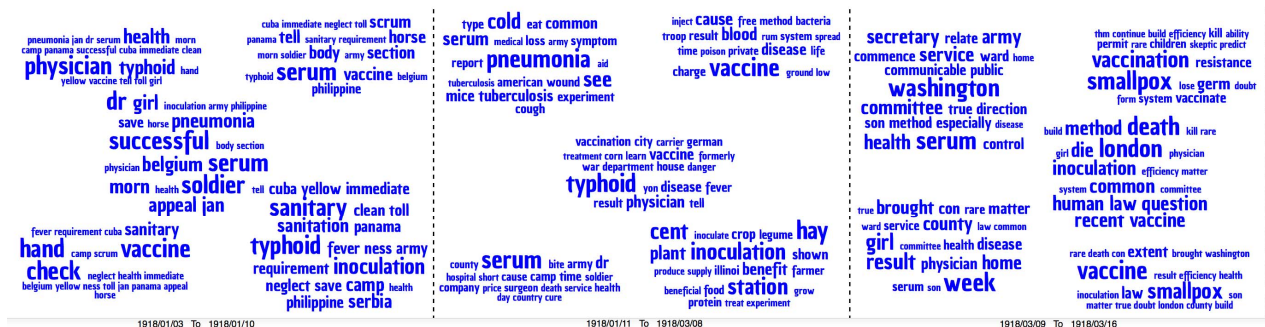 pneumonia jan dr serum health morn
camp panama successful cuba immediate clean
physician typhoid hand
yellow vaccine tell toll girl
cuba immediate neglect toll scrum
panama tell sanitary requirement horse
morn soldier body army section
typhoid serum vaccine belgium
philippine
dr girl inoculation army philippine
save horse pneumonia
successful body section
physician belgium serum
morn health soldier tell
appeal jan
cuba yellow immediate
sanitary clean toll
sanitation panama
typhoid fever ness army
requirement inoculation
neglect save camp health
philippine serbia
fever requirement cuba sanitary
hand camp scrum vaccine
check neglect health immediate
belgium yellow ness toll jan panama appeal
horse
1918/01/03 To 1918/01/10
type cold eat common
serum medical loss army symptom
report pneumonia aid
tuberculosis american wound see
mice tuberculosis experiment
cough
inject cause free method bacteria
troop result blood rum system spread
time poison private disease life
charge vaccine ground low
vaccination city carrier german
treatment corn learn vaccine formerly
war department house danger
typhoid yon disease fever
result physician tell
county serum bite army dr
hospital short cause camp time soldier
company price surgeon death service health
day country cure
cent inoculate crop legume hay
plant inoculation shown
produce supply illinoi benefit farmer
beneficial food station grow
protein treat experiment
1918/01/11 To 1918/03/08
secretary relate army
commence service ward home
communicable public
washington
committee true direction
son method especially disease
health serum control
thm continue build efficiency kill ability
permit rare children skeptic predict
vaccination resistance
smallpox lose germ doubt
form system vaccinate
build method death kill rare
girl die london physician
inoculation efficiency matter
system common committee
human law question
recent vaccine
true brought con rare matter
ward service county law common
girl committee health disease
result physician home
serum son week
rare death con extent brought washington
vaccine result efficiency health
inoculation law smallpox son
matter true doubt london county build
1918/03/09 To 1918/03/16